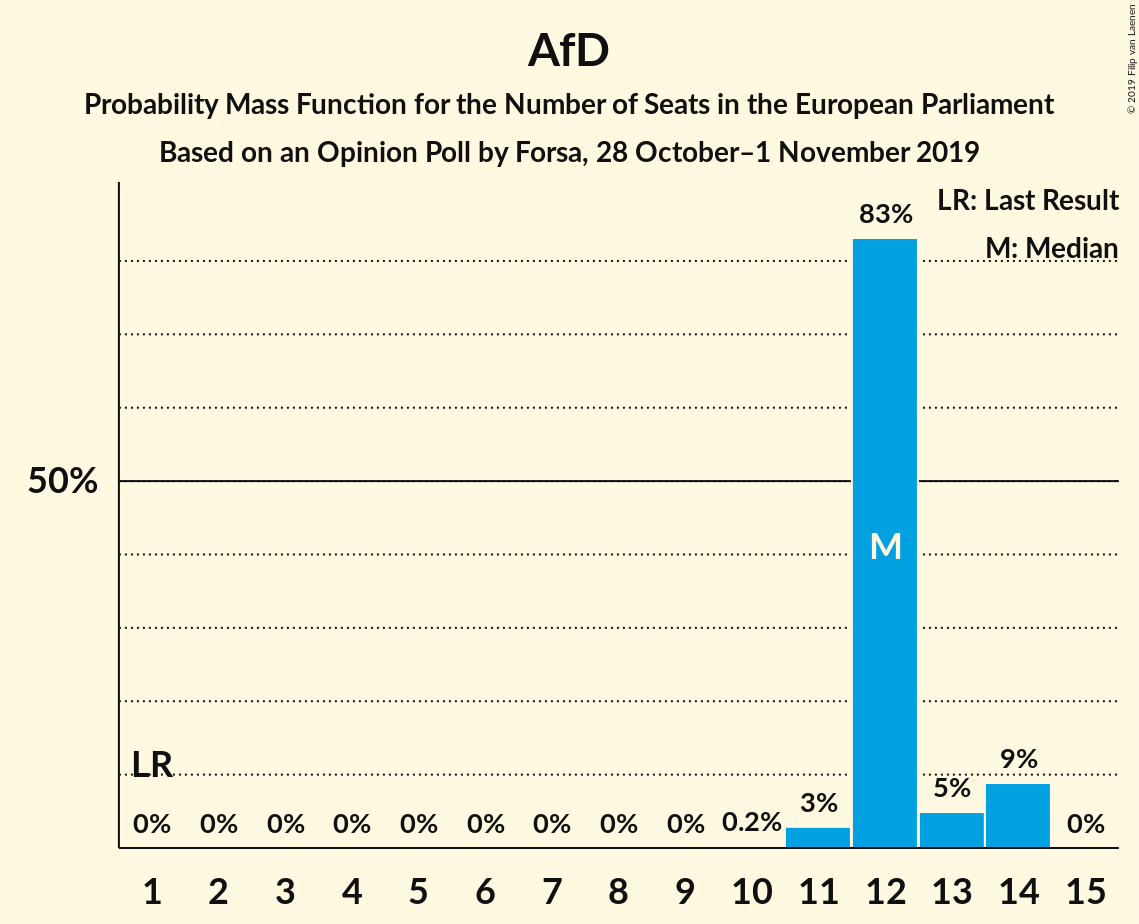 AfD
Probability Mass Function for the Number of Seats in the European Parliament
Based on an Opinion Poll by Forsa, 28 October–1 November 2019
© 2019 Filip van Laenen
LR: Last Result
M: Median
83%
50%
M
LR
0% 0% 0% 0% 0% 0% 0% 0% 0% 0.2% 3% 5% 9% 0%
1 2 3 4 5 6 7 8 9 10 11 12 13 14 15